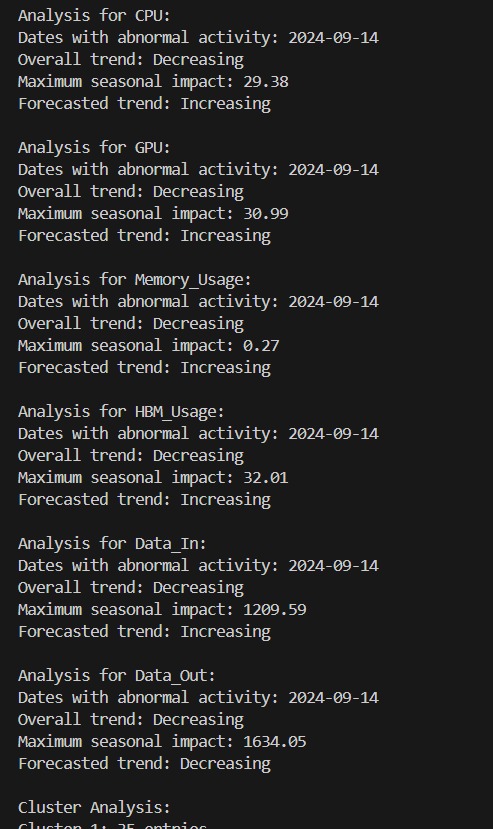 Analysis for CPU:
Dates with abnormal activity: 2024-09-14
Overall trend: Decreasing
Maximum seasonal impact: 29.38
Forecasted trend: Increasing
Analysis for GPU:
Dates with abnormal activity: 2024-09-14
Overall trend: Decreasing
Maximum seasonal impact: 30.99
Forecasted trend: Increasing
Analysis for Memory_Usage:
Dates with abnormal activity: 2024-09-14
Overall trend: Decreasing
Maximum seasonal impact: 0.27
Forecasted trend: Increasing
Analysis for HBM_Usage:
Dates with abnormal activity: 2024-09-14
Overall trend: Decreasing
Maximum seasonal impact: 32.01
Forecasted trend: Increasing
Analysis for Data_In:
Dates with abnormal activity: 2024-09-14
Overall trend: Decreasing
Maximum seasonal impact: 1209.59
Forecasted trend: Increasing
Analysis for Data_Out:
Dates with abnormal activity: 2024-09-14
Overall trend: Decreasing
Maximum seasonal impact: 1634.05
Forecasted trend: Decreasing
Cluster Analysis:
Cluster 1: entries